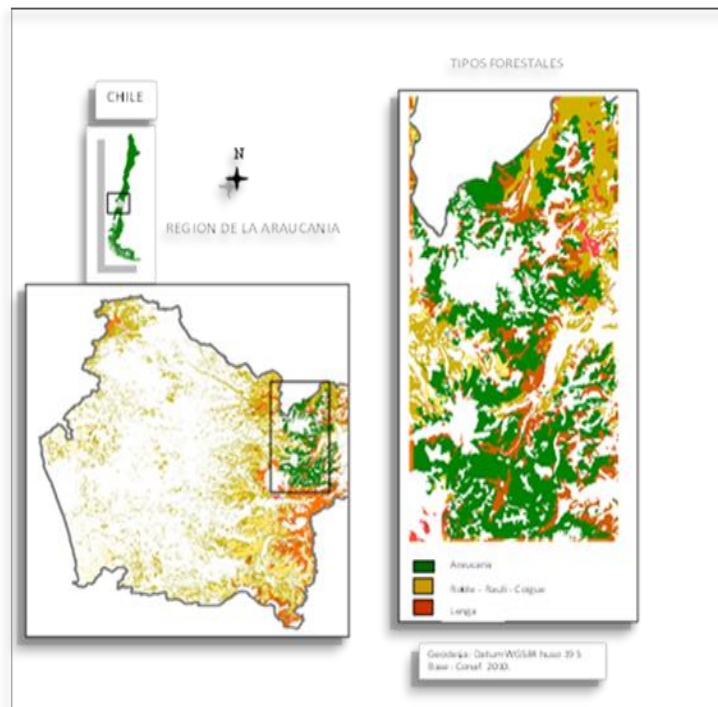 TIPOS FORESTALES
CHILE
N
REGION DE LA ARAUCANIA
Araucaria
Roble - Rauli - Coigue
Lenga
Geodesia: Datum WGS84 huso 19 S
Base : Conaf 2010.